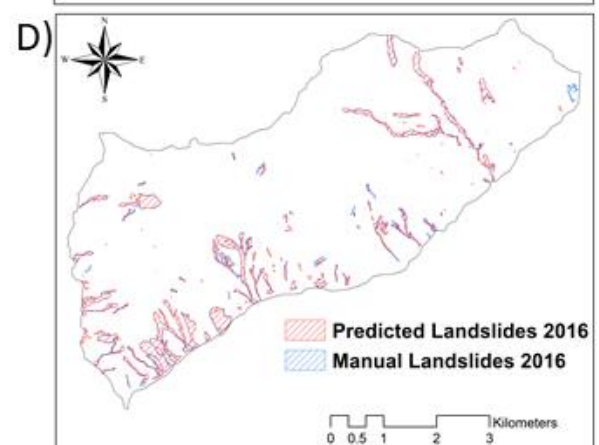 D)
N
W E
S
Predicted Landslides 2016
Manual Landslides 2016
Kilometers
0 0.5 1 2 3